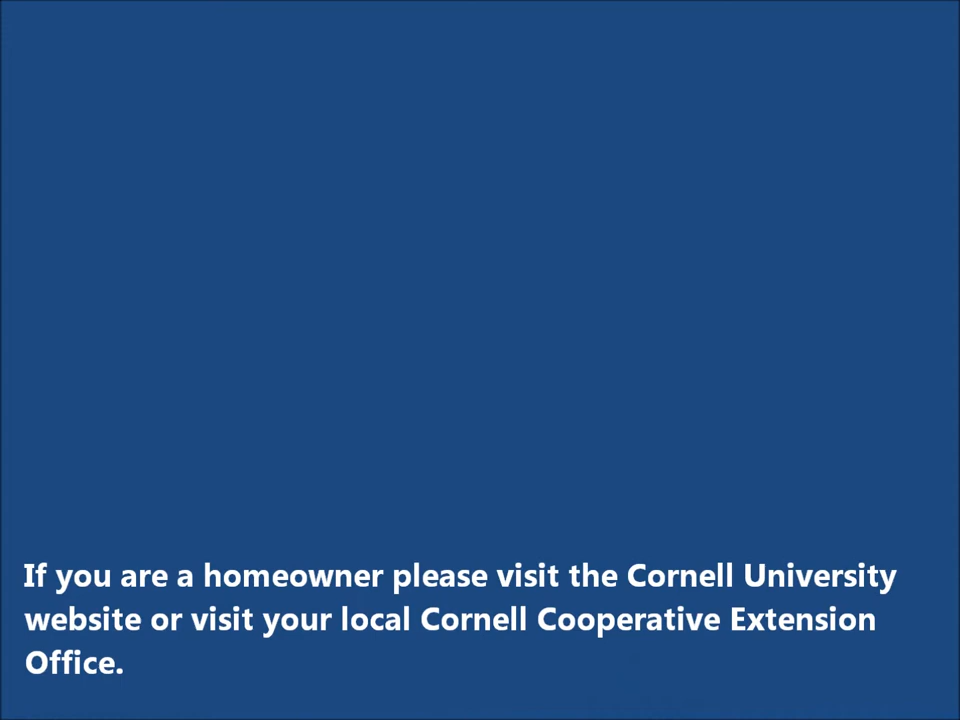 If you are a homeowner please visit the Cornell University
website or visit your local Cornell Cooperative Extension
Office.